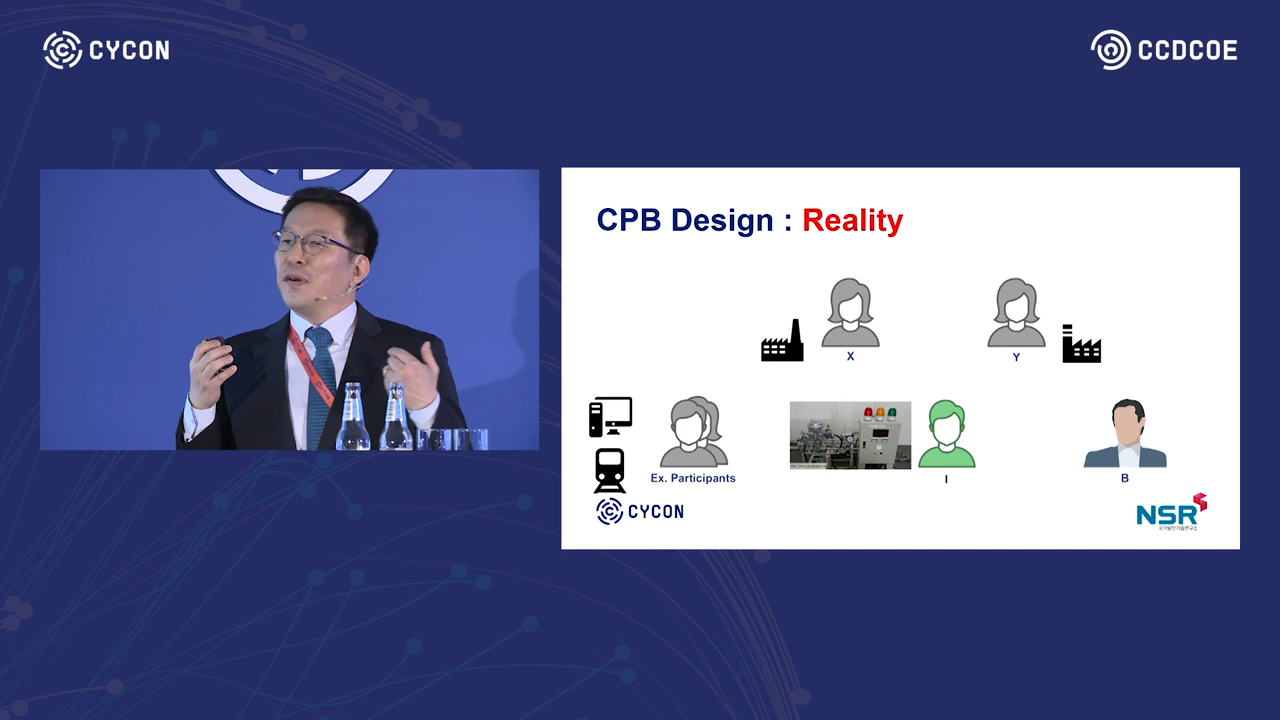 CYCON
CCDCOE
CPB Design : Reality
X
Y
Ex. Participants
I
B
CYCON
NSR